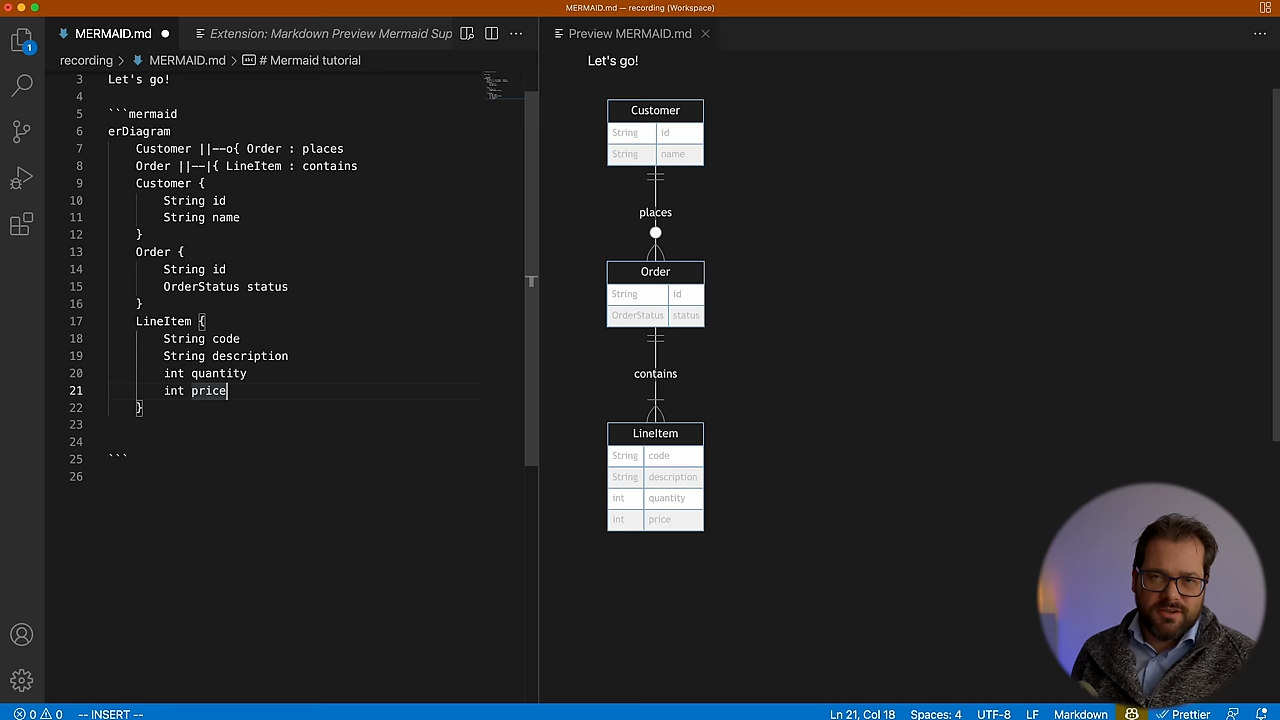 MERMAID.md — recording (Workspace)
MERMAID.md
Extension: Markdown Preview Mermaid Sup
Preview MERMAID.md
1
recording > MERMAID.md > # Mermaid tutorial
3 Let's go!
4
5 ```mermaid
6 erDiagram
7 Customer ||--o{ Order : places
8 Order ||--|{ LineItem : contains
9 Customer {
10 String id
11 String name
12 }
13 Order {
14 String id
15 OrderStatus status
16 }
17 LineItem {
18 String code
19 String description
20 int quantity
21 int price
22 }
23
24
25 ```
26
Let's go!
Customer
String id
String name
places
Order
String id
OrderStatus status
contains
LineItem
String code
String description
int quantity
int price
0 0 -- INSERT --
Ln 21, Col 18 Spaces: 4 UTF-8 LF Markdown Prettier